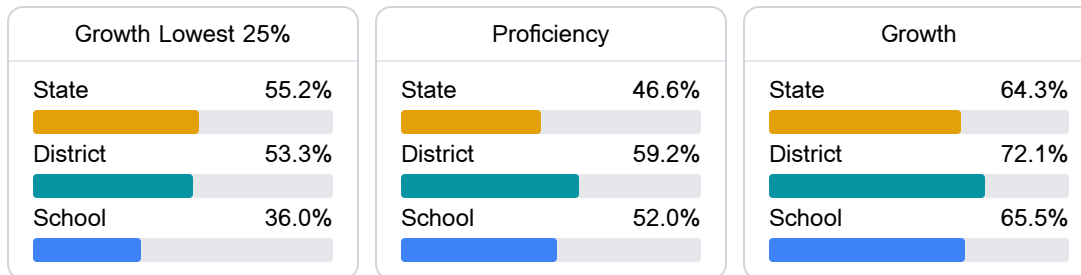 Growth Lowest 25%
State 55.2%
District 53.3%
School 36.0%
Proficiency
State 46.6%
District 59.2%
School 52.0%
Growth
State 64.3%
District 72.1%
School 65.5%